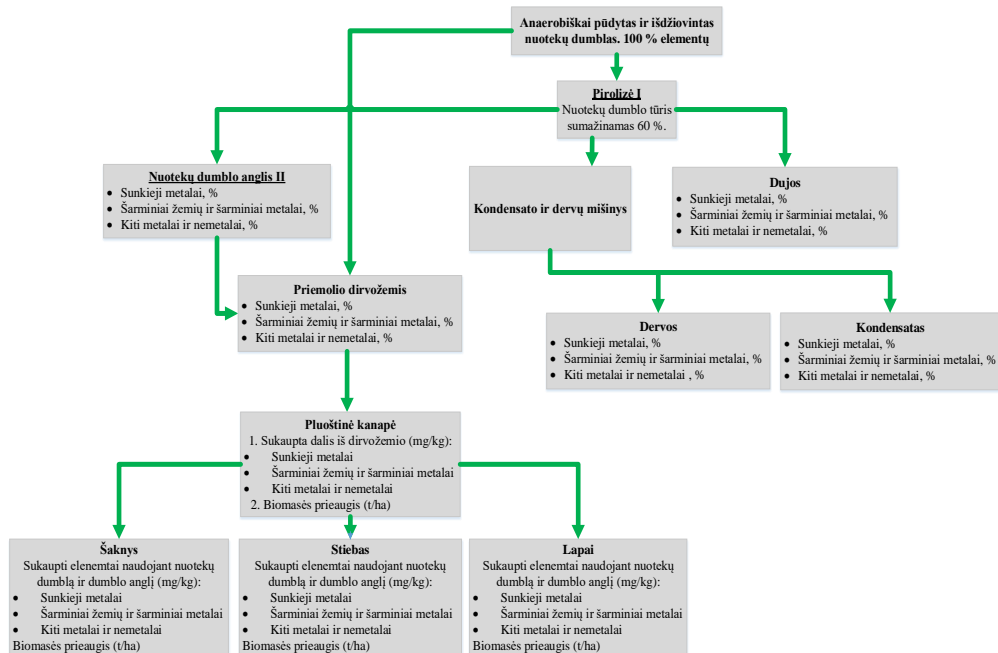 Anaerobiškai pūdytas ir išdžiovintas
nuotekų dumblas. 100 % elementų
Pirolizė I
Nuotekų dumblo tūris
sumažinamas 60 %.
Nuotekų dumblo anglis II
• Sunkieji metalai, %
• Šarminiai žemių ir šarminiai metalai, %
• Kiti metalai ir nemetalai, %
Kondensato ir dervų mišinys
Dujos
• Sunkieji metalai, %
• Šarminiai žemių ir šarminiai metalai, %
• Kiti metalai ir nemetalai, %
Priemolio dirvožemis
• Sunkieji metalai, %
• Šarminiai žemių ir šarminiai metalai, %
• Kiti metalai ir nemetalai, %
Dervos
• Sunkieji metalai, %
• Šarminiai žemių ir šarminiai metalai, %
• Kiti metalai ir nemetalai , %
Kondensatas
• Sunkieji metalai, %
• Šarminiai žemių ir šarminiai metalai, %
• Kiti metalai ir nemetalai, %
Pluoštinė kanapė
1. Sukaupta dalis iš dirvožemio (mg/kg):
• Sunkieji metalai
• Šarminiai žemių ir šarminiai metalai
• Kiti metalai ir nemetalai
2. Biomasės prieaugis (t/ha)
Šaknys
Sukaupti elenemtai naudojant nuotekų
dumblą ir dumblo anglį (mg/kg):
• Sunkieji metalai
• Šarminiai žemių ir šarminiai metalai
• Kiti metalai ir nemetalai
Biomasės prieaugis (t/ha)
Stiebas
Sukaupti elenemtai naudojant nuotekų
dumblą ir dumblo anglį (mg/kg):
• Sunkieji metalai
• Šarminiai žemių ir šarminiai metalai
• Kiti metalai ir nemetalai
Biomasės prieaugis (t/ha)
Lapai
Sukaupti elenemtai naudojant nuotekų
dumblą ir dumblo anglį (mg/kg):
• Sunkieji metalai
• Šarminiai žemių ir šarminiai metalai
• Kiti metalai ir nemetalai
Biomasės prieaugis (t/ha)